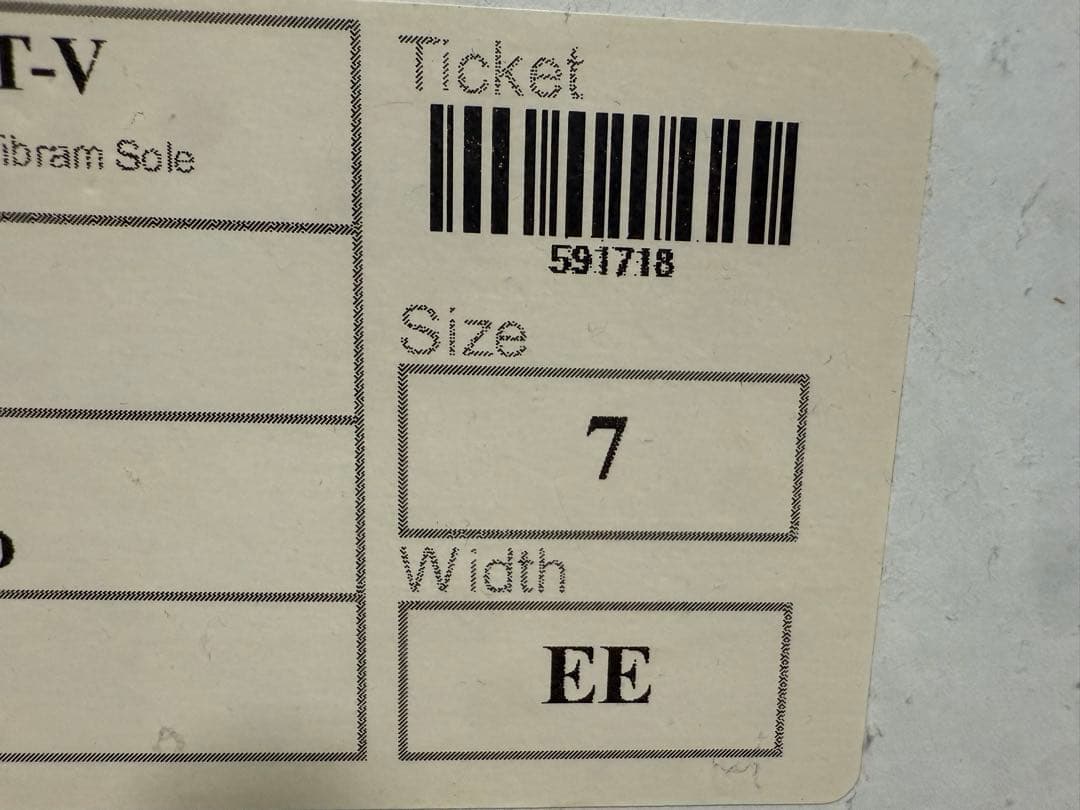 T-V
ibram Sole
Ticket
591718
Size
7
Width
EE